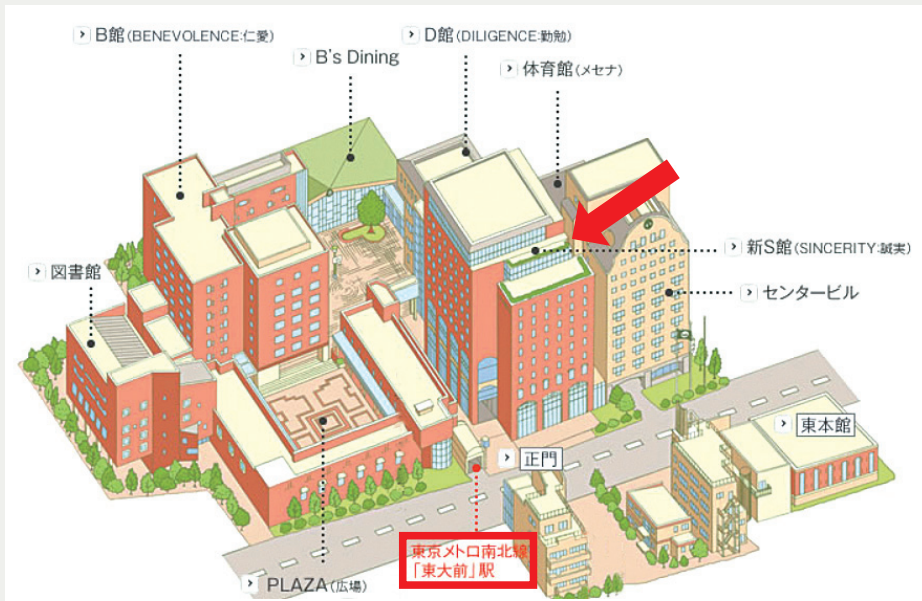 B館(BENEVOLENCE:仁愛)
B's Dining
D館(DILIGENCE:勤勉)
体育館(メセナ)
新S館(SINCERITY:誠実)
図書館
センタービル
東本館
正門
東京メトロ南北線
「東大前」駅
PLAZA(広場)